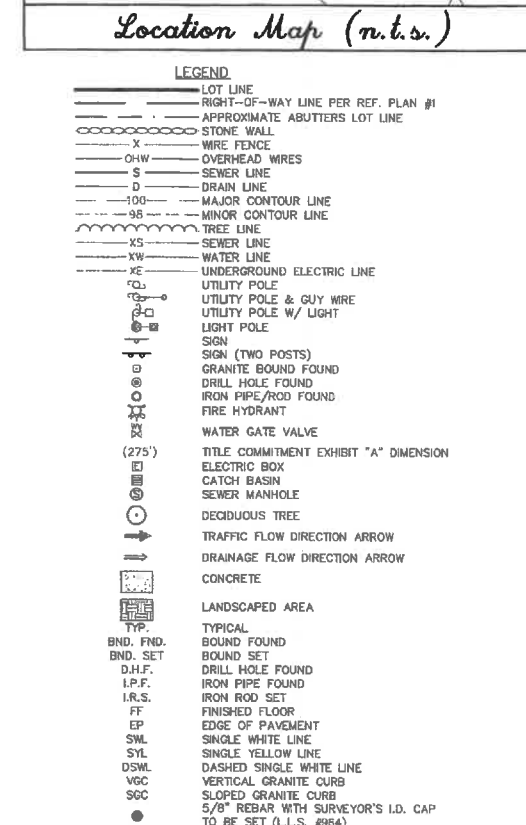 Location Map (n.t.s.)
LEGEND
LOT LINE
RIGHT-OF-WAY LINE PER REF. PLAN #1
APPROXIMATE ABUTTERS LOT LINE
STONE WALL
X WIRE FENCE
OHW OVERHEAD WIRES
S SEWER LINE
D DRAIN LINE
100 MAJOR CONTOUR LINE
98 MINOR CONTOUR LINE
TREE LINE
XS SEWER LINE
XW WATER LINE
XE UNDERGROUND ELECTRIC LINE
UTILITY POLE
UTILITY POLE & GUY WIRE
UTILITY POLE W/ LIGHT
LIGHT POLE
SIGN
SIGN (TWO POSTS)
GRANITE BOUND FOUND
DRILL HOLE FOUND
IRON PIPE/ROD FOUND
FIRE HYDRANT
WV WATER GATE VALVE
(275') TITLE COMMITMENT EXHIBIT "A" DIMENSION
E ELECTRIC BOX
CATCH BASIN
S SEWER MANHOLE
DECIDUOUS TREE
TRAFFIC FLOW DIRECTION ARROW
DRAINAGE FLOW DIRECTION ARROW
CONCRETE
LANDSCAPED AREA
TYP. TYPICAL
BND. FND. BOUND FOUND
BND. SET BOUND SET
D.H.F. DRILL HOLE FOUND
I.P.F. IRON PIPE FOUND
I.R.S. IRON ROD SET
FF FINISHED FLOOR
EP EDGE OF PAVEMENT
SWL SINGLE WHITE LINE
SYL SINGLE YELLOW LINE
DSWL DASHED SINGLE WHITE LINE
VGC VERTICAL GRANITE CURB
SGC SLOPED GRANITE CURB
5/8" REBAR WITH SURVEYOR'S I.D. CAP
TO BE SET (L.L.S. #984)